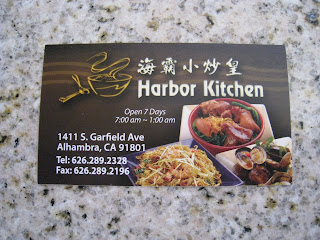 海霸小炒皇
Harbor Kitchen
Open 7 Days
7:00 am ~ 1:00 am
1411 S. Garfield Ave
Alhambra, CA 91801
Tel: 626.289.2328
Fax: 626.289.2196